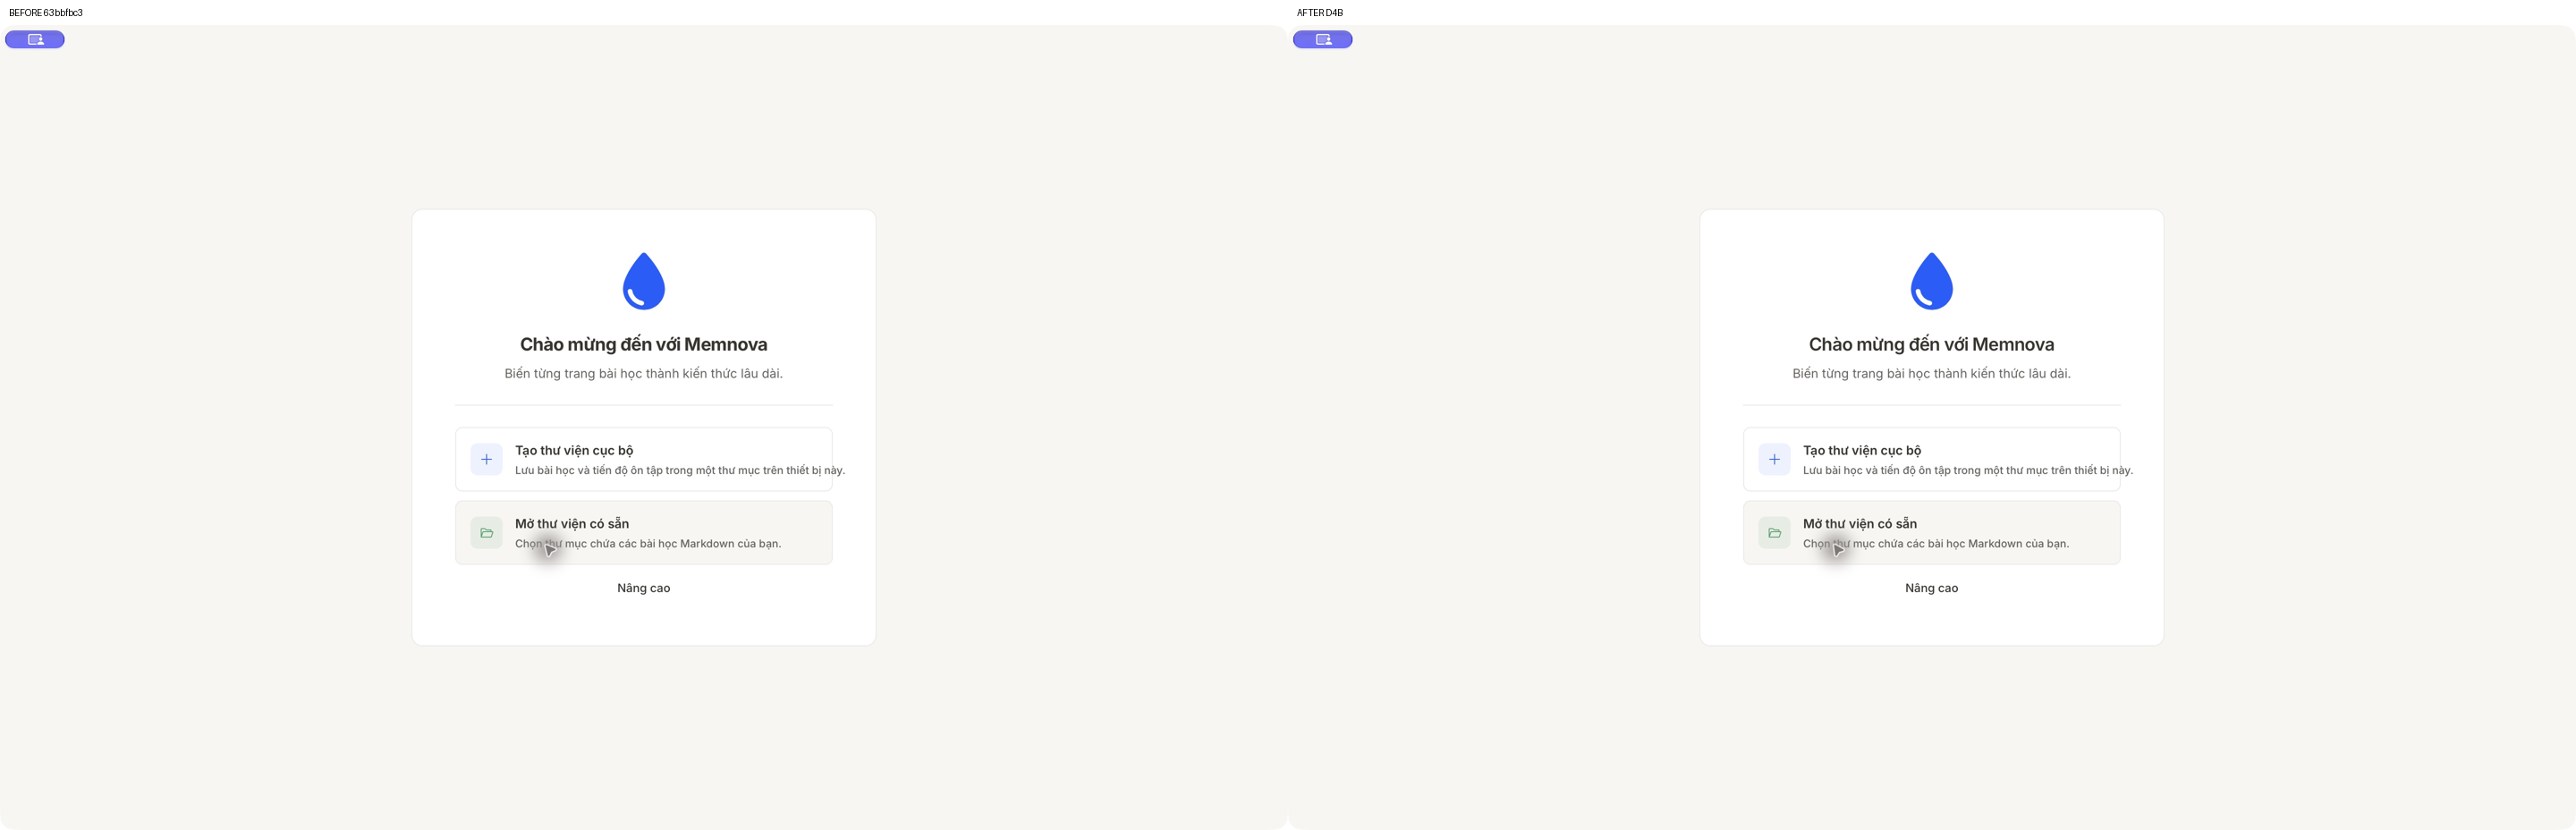 BEFORE 63bbfbc3
Chào mừng đến với Memnova
Biến từng trang bài học thành kiến thức lâu dài.
Tạo thư viện cục bộ
Lưu bài học và tiến độ ôn tập trong một thư mục trên thiết bị này.
Mở thư viện có sẵn
Chọn thư mục chứa các bài học Markdown của bạn.
Nâng cao
AFTER D4B
Chào mừng đến với Memnova
Biến từng trang bài học thành kiến thức lâu dài.
Tạo thư viện cục bộ
Lưu bài học và tiến độ ôn tập trong một thư mục trên thiết bị này.
Mở thư viện có sẵn
Chọn thư mục chứa các bài học Markdown của bạn.
Nâng cao